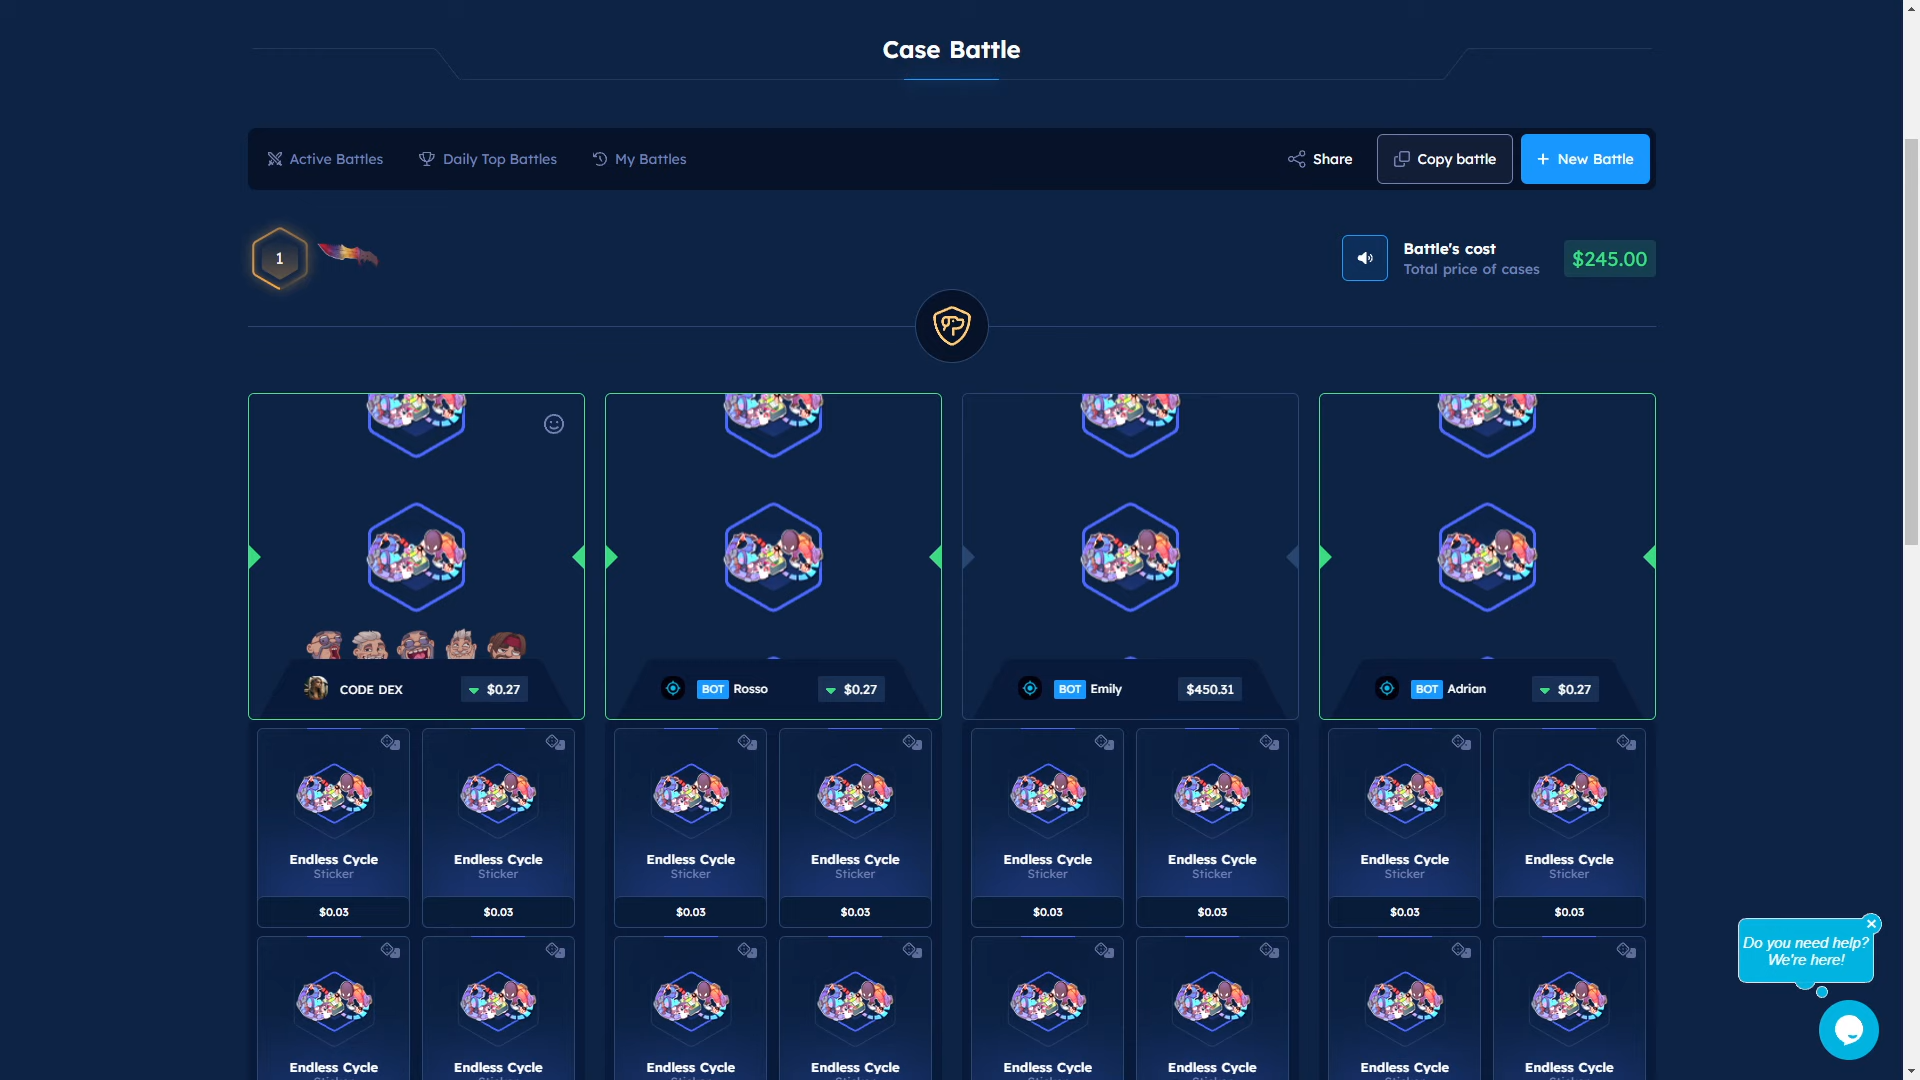 Case Battle
Active Battles
Daily Top Battles
My Battles
Share
Copy battle
+ New Battle
1
Battle's cost
Total price of cases
$245.00
CODE DEX
$0.27
BOT Rosso
$0.27
BOT Emily
$450.31
BOT Adrian
$0.27
Endless Cycle
Sticker
$0.03
Endless Cycle
Sticker
$0.03
Endless Cycle
Sticker
$0.03
Endless Cycle
Sticker
$0.03
Endless Cycle
Sticker
$0.03
Endless Cycle
Sticker
$0.03
Endless Cycle
Sticker
$0.03
Endless Cycle
Sticker
$0.03
Endless Cycle
Endless Cycle
Endless Cycle
Endless Cycle
Endless Cycle
Endless Cycle
Endless Cycle
Endless Cycle
Do you need help?
We're here!